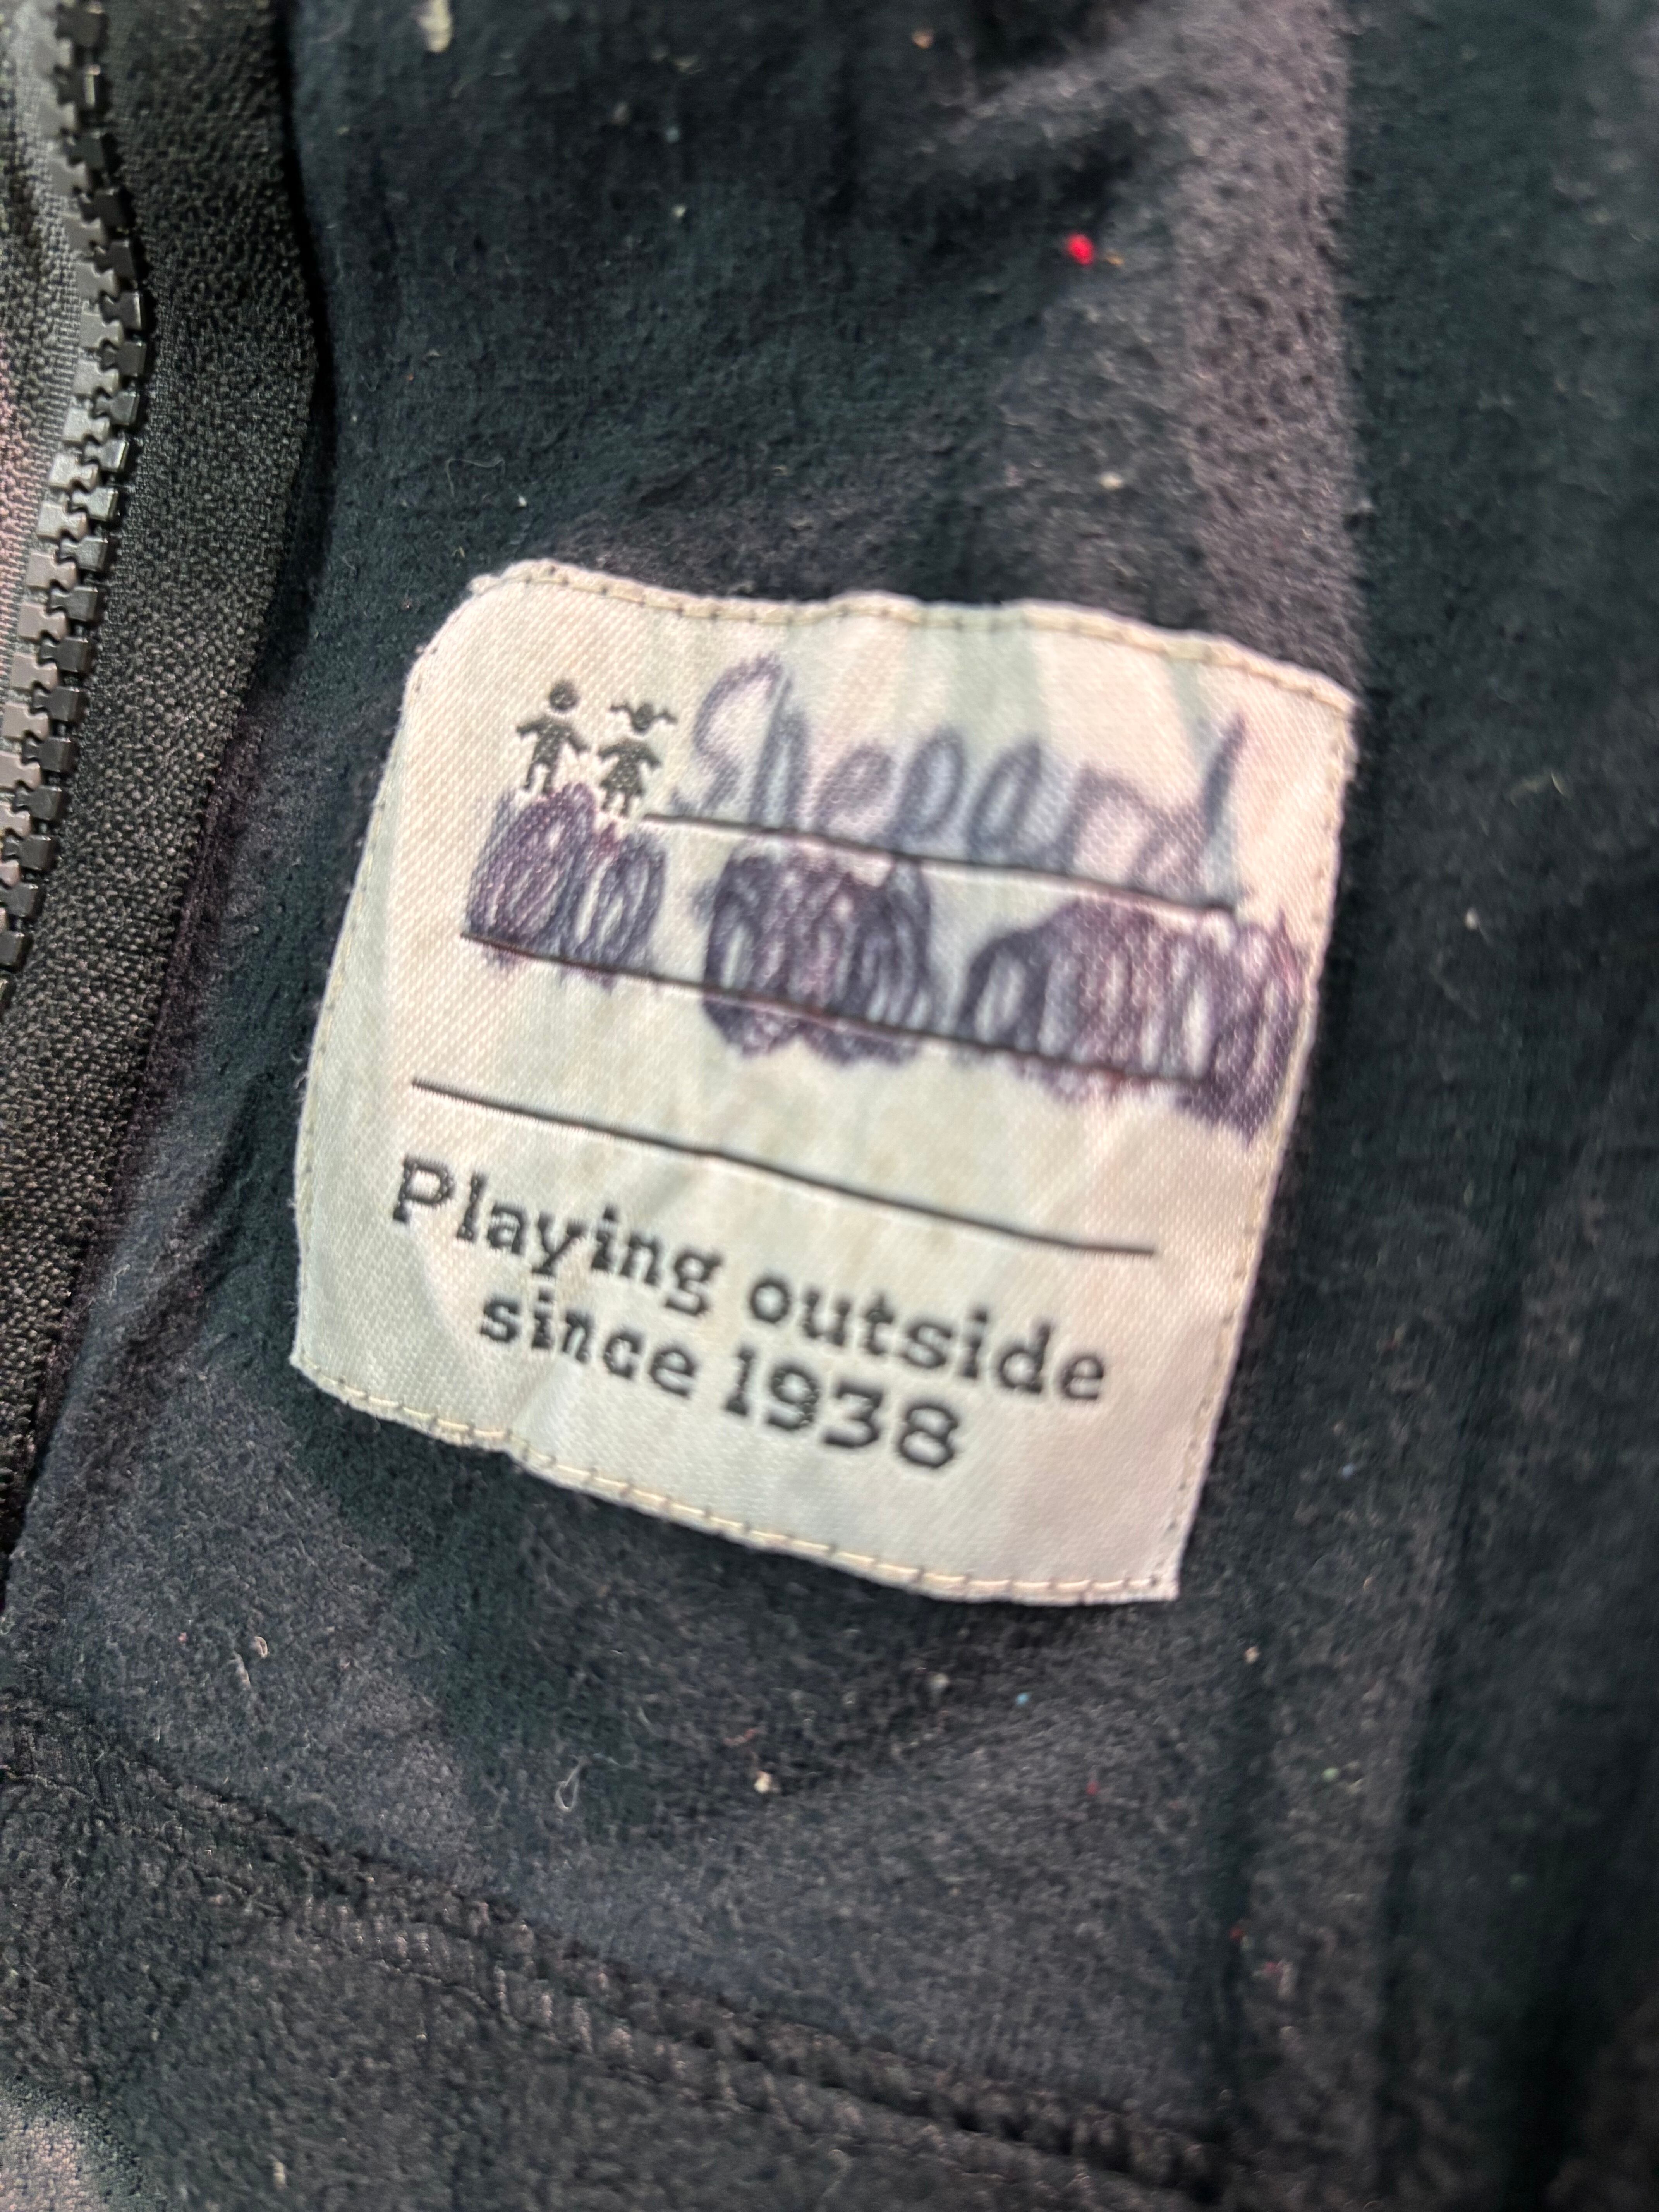 Shepard
Playing outside
since 1938